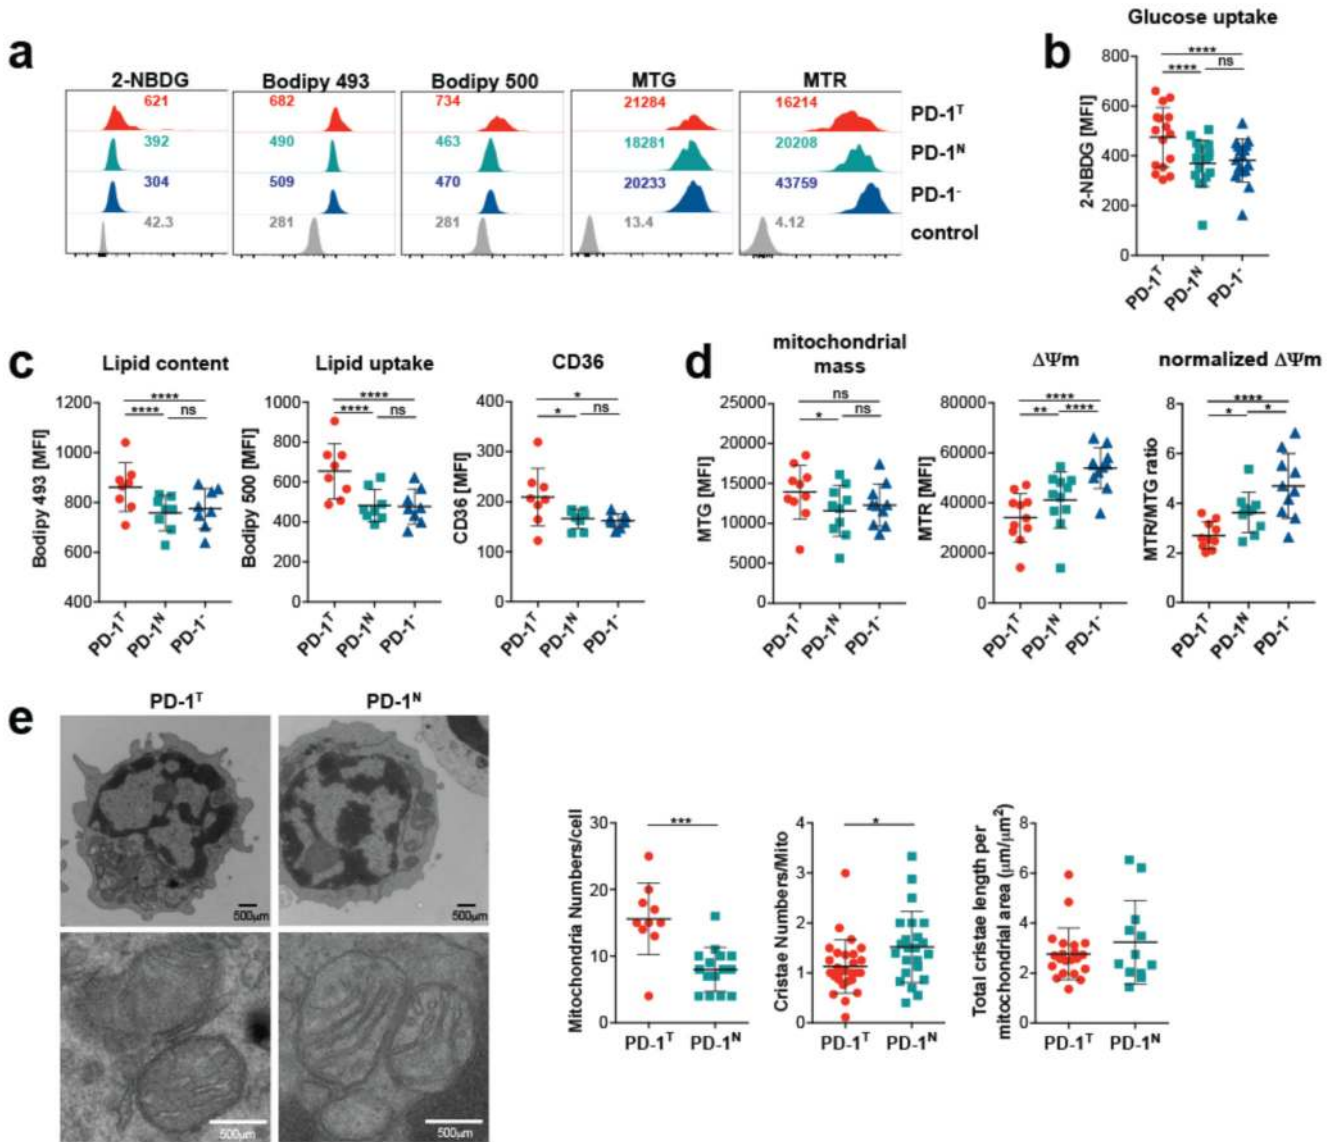 a
2-NBDG Bodipy 493 Bodipy 500 MTG MTR
621 682 734 21284 16214 PD-1ᵀ
392 490 463 18281 20208 PD-1ᴺ
304 509 470 20233 43759 PD-1⁻
42.3 281 281 13.4 4.12 control
b
Glucose uptake
2-NBDG [MFI]
800
600
400
200
0
****
**** ns
PD-1ᵀ PD-1ᴺ PD-1⁻
c
Lipid content
Bodipy 493 [MFI]
1200
1000
800
600
400
****
**** ns
PD-1ᵀ PD-1ᴺ PD-1⁻
Lipid uptake
Bodipy 500 [MFI]
1000
800
600
400
200
0
****
**** ns
PD-1ᵀ PD-1ᴺ PD-1⁻
CD36
CD36 [MFI]
400
300
200
100
0
*
* ns
PD-1ᵀ PD-1ᴺ PD-1⁻
d
mitochondrial
mass
MTG [MFI]
25000
20000
15000
10000
5000
0
ns
* ns
PD-1ᵀ PD-1ᴺ PD-1⁻
ΔΨm
MTR [MFI]
80000
60000
40000
20000
0
****
** ****
PD-1ᵀ PD-1ᴺ PD-1⁻
normalized ΔΨm
MTR/MTG ratio
8
6
4
2
0
****
* *
PD-1ᵀ PD-1ᴺ PD-1⁻
e
PD-1ᵀ PD-1ᴺ
500µm 500µm
500µm 500µm
Mitochondria Numbers/cell
30
20
10
0
***
PD-1ᵀ PD-1ᴺ
Cristae Numbers/Mito
4
3
2
1
0
*
PD-1ᵀ PD-1ᴺ
Total cristae length per
mitochondrial area (µm/µm²)
8
6
4
2
0
PD-1ᵀ PD-1ᴺ